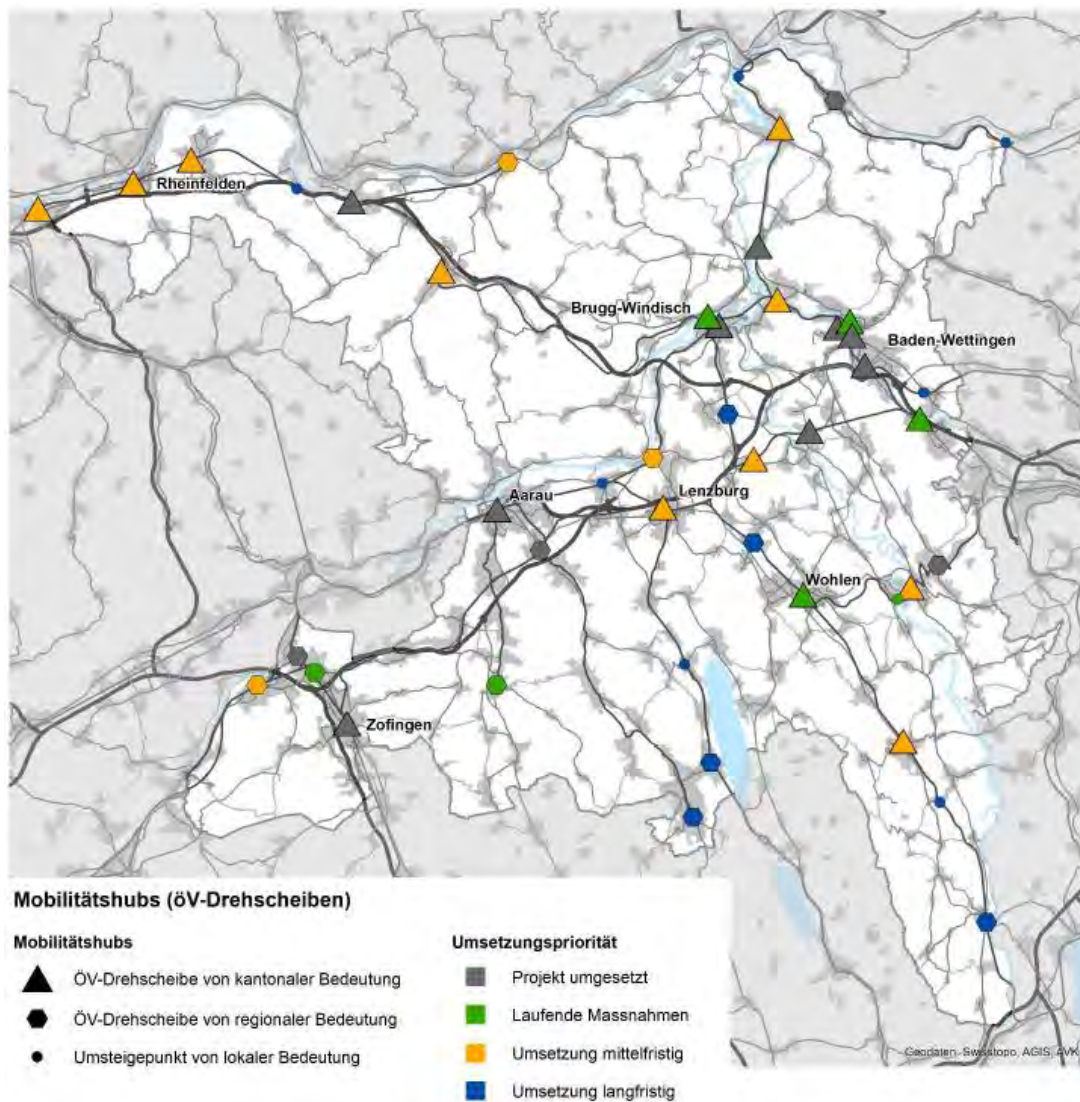 Rheinfelden
Brugg-Windisch
Baden-Wettingen
Aarau
Lenzburg
Wohlen
Zofingen
Mobilitätshubs (öV-Drehscheiben)
Mobilitätshubs
ÖV-Drehscheibe von kantonaler Bedeutung
ÖV-Drehscheibe von regionaler Bedeutung
Umsteigepunkt von lokaler Bedeutung
Umsetzungspriorität
Projekt umgesetzt
Laufende Massnahmen
Umsetzung mittelfristig
Umsetzung langfristig
Geodaten: Swisstopo, AGIS, AVK